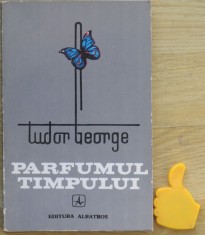 tudor george
PARFUMUL
TIMPULUI
EDITURA ALBATROS